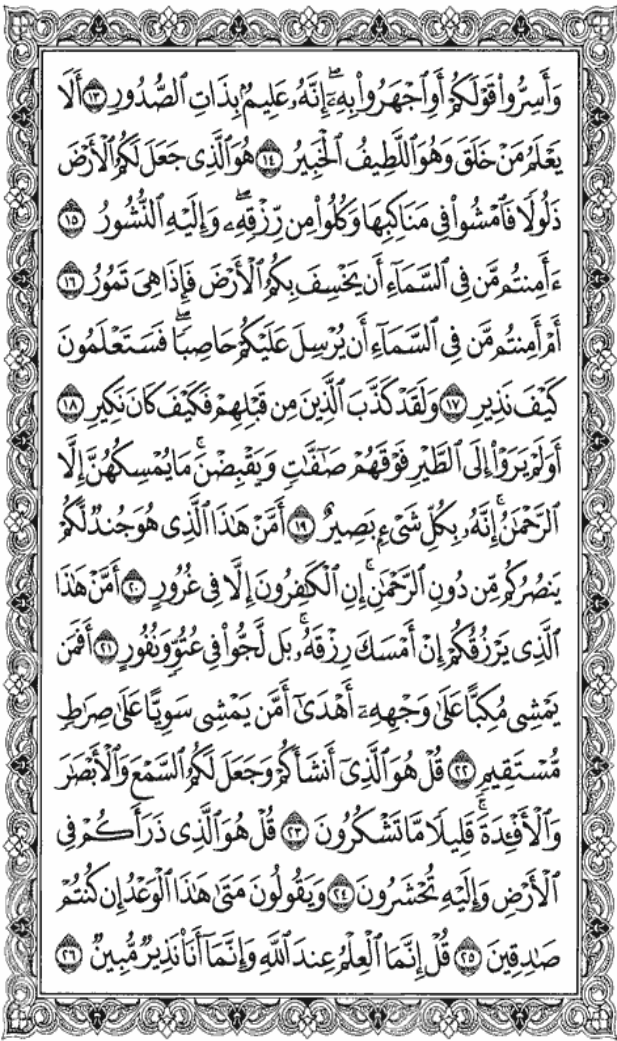 وَأَسِرُّوا۟ قَوْلَكُمْ أَوِ ٱجْهَرُوا۟ بِهِۦٓ ۖ إِنَّهُۥ عَلِيمٌۢ بِذَاتِ ٱلصُّدُورِ ١٣ أَلَا
يَعْلَمُ مَنْ خَلَقَ وَهُوَ ٱللَّطِيفُ ٱلْخَبِيرُ ١٤ هُوَ ٱلَّذِى جَعَلَ لَكُمُ ٱلْأَرْضَ
ذَلُولًا فَٱمْشُوا۟ فِى مَنَاكِبِهَا وَكُلُوا۟ مِن رِّزْقِهِۦ ۖ وَإِلَيْهِ ٱلنُّشُورُ ١٥
ءَأَمِنتُم مَّن فِى ٱلسَّمَآءِ أَن يَخْسِفَ بِكُمُ ٱلْأَرْضَ فَإِذَا هِىَ تَمُورُ ١٦
أَمْ أَمِنتُم مَّن فِى ٱلسَّمَآءِ أَن يُرْسِلَ عَلَيْكُمْ حَاصِبًا ۖ فَسَتَعْلَمُونَ
كَيْفَ نَذِيرِ ١٧ وَلَقَدْ كَذَّبَ ٱلَّذِينَ مِن قَبْلِهِمْ فَكَيْفَ كَانَ نَكِيرِ ١٨
أَوَلَمْ يَرَوْا۟ إِلَى ٱلطَّيْرِ فَوْقَهُمْ صَـٰٓفَّـٰتٍ وَيَقْبِضْنَ ۚ مَا يُمْسِكُهُنَّ إِلَّا
ٱلرَّحْمَـٰنُ ۚ إِنَّهُۥ بِكُلِّ شَىْءٍۭ بَصِيرٌ ١٩ أَمَّنْ هَـٰذَا ٱلَّذِى هُوَ جُندٌ لَّكُمْ
يَنصُرُكُم مِّن دُونِ ٱلرَّحْمَـٰنِ ۚ إِنِ ٱلْكَـٰفِرُونَ إِلَّا فِى غُرُورٍ ٢٠ أَمَّنْ هَـٰذَا
ٱلَّذِى يَرْزُقُكُمْ إِنْ أَمْسَكَ رِزْقَهُۥ ۚ بَل لَّجُّوا۟ فِى عُتُوٍّ وَنُفُورٍ ٢١ أَفَمَن
يَمْشِى مُكِبًّا عَلَىٰ وَجْهِهِۦٓ أَهْدَىٰٓ أَمَّن يَمْشِى سَوِيًّا عَلَىٰ صِرَٰطٍ
مُّسْتَقِيمٍ ٢٢ قُلْ هُوَ ٱلَّذِىٓ أَنشَأَكُمْ وَجَعَلَ لَكُمُ ٱلسَّمْعَ وَٱلْأَبْصَـٰرَ
وَٱلْأَفْـِٔدَةَ ۖ قَلِيلًا مَّا تَشْكُرُونَ ٢٣ قُلْ هُوَ ٱلَّذِى ذَرَأَكُمْ فِى
ٱلْأَرْضِ وَإِلَيْهِ تُحْشَرُونَ ٢٤ وَيَقُولُونَ مَتَىٰ هَـٰذَا ٱلْوَعْدُ إِن كُنتُمْ
صَـٰدِقِينَ ٢٥ قُلْ إِنَّمَا ٱلْعِلْمُ عِندَ ٱللَّهِ وَإِنَّمَآ أَنَا۠ نَذِيرٌ مُّبِينٌ ٢٦